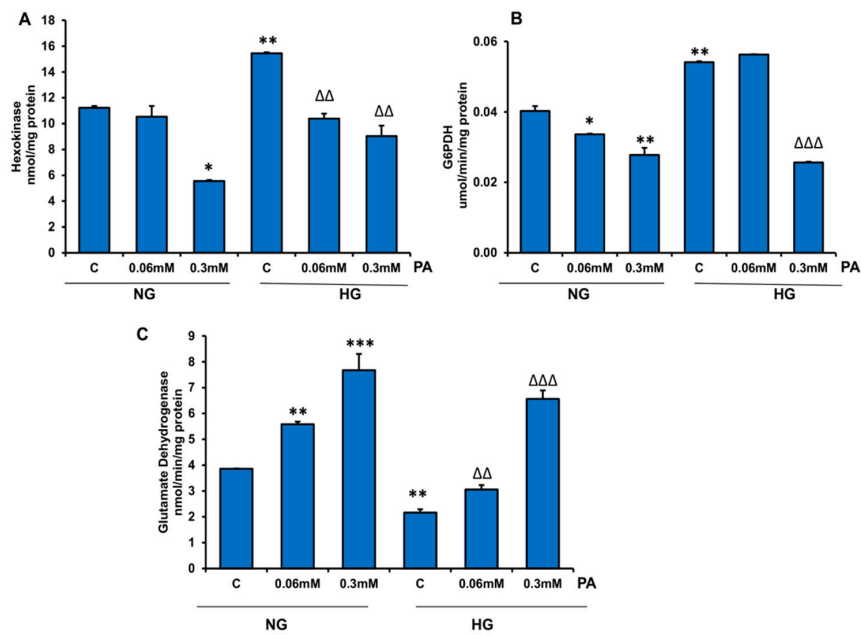 A
Hexokinase
nmol/mg protein
18
16
14
12
10
8
6
4
2
0
**
*
ΔΔ
ΔΔ
C 0.06mM 0.3mM C 0.06mM 0.3mM PA
NG HG
B
G6PDH
umol/min/mg protein
0.06
0.04
0.02
0.00
*
**
**
ΔΔΔ
C 0.06mM 0.3mM C 0.06mM 0.3mM PA
NG HG
C
Glutamate Dehydrogenase
nmol/min/mg protein
9
8
7
6
5
4
3
2
1
0
**
***
**
ΔΔ
ΔΔΔ
C 0.06mM 0.3mM C 0.06mM 0.3mM PA
NG HG